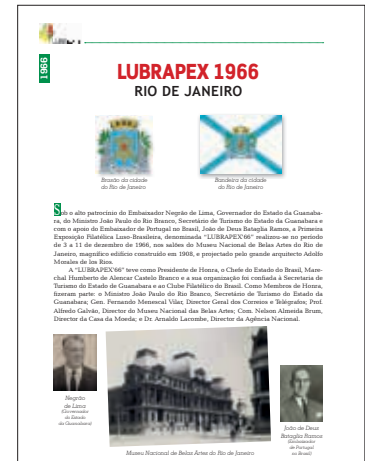 1966
LUBRAPEX 1966
RIO DE JANEIRO
Brasão da cidade
do Rio de Janeiro
Bandeira da cidade
do Rio de Janeiro
Sob o alto patrocínio do Embaixador Negrão de Lima, Governador do Estado da Guanaba-
ra, do Ministro João Paulo do Rio Branco, Secretário de Turismo do Estado da Guanabara e
com o apoio do Embaixador de Portugal no Brasil, João de Deus Bataglia Ramos, a Primeira
Exposição Filatélica Luso-Brasileira, denominada "LUBRAPEX'66" realizou-se no período
de 3 a 11 de dezembro de 1966, nos salões do Museu Nacional de Belas Artes do Rio de
Janeiro, magnífico edifício construído em 1908, e projectado pelo grande arquitecto Adolfo
Morales de los Rios.
A "LUBRAPEX'66" teve como Presidente de Honra, o Chefe do Estado do Brasil, Mare-
chal Humberto de Alencar Castelo Branco e a sua organização foi confiada à Secretaria de
Turismo do Estado de Guanabara e ao Clube Filatélico do Brasil. Como Membros de Honra,
fizeram parte: o Ministro João Paulo do Rio Branco, Secretário de Turismo do Estado da
Guanabara; Gen. Fernando Menescal Vilar, Director Geral dos Correios e Telégrafos; Prof.
Alfredo Galvão, Director do Museu Nacional das Belas Artes; Com. Nelson Almeida Brum,
Director da Casa da Moeda; e Dr. Arnaldo Lacombe, Director da Agência Nacional.
Negrão
de Lima
(Governador
do Estado
da Guanabara)
Museu Nacional de Belas Artes do Rio de Janeiro
João de Deus
Bataglia Ramos
(Embaixador
de Portugal
no Brasil)